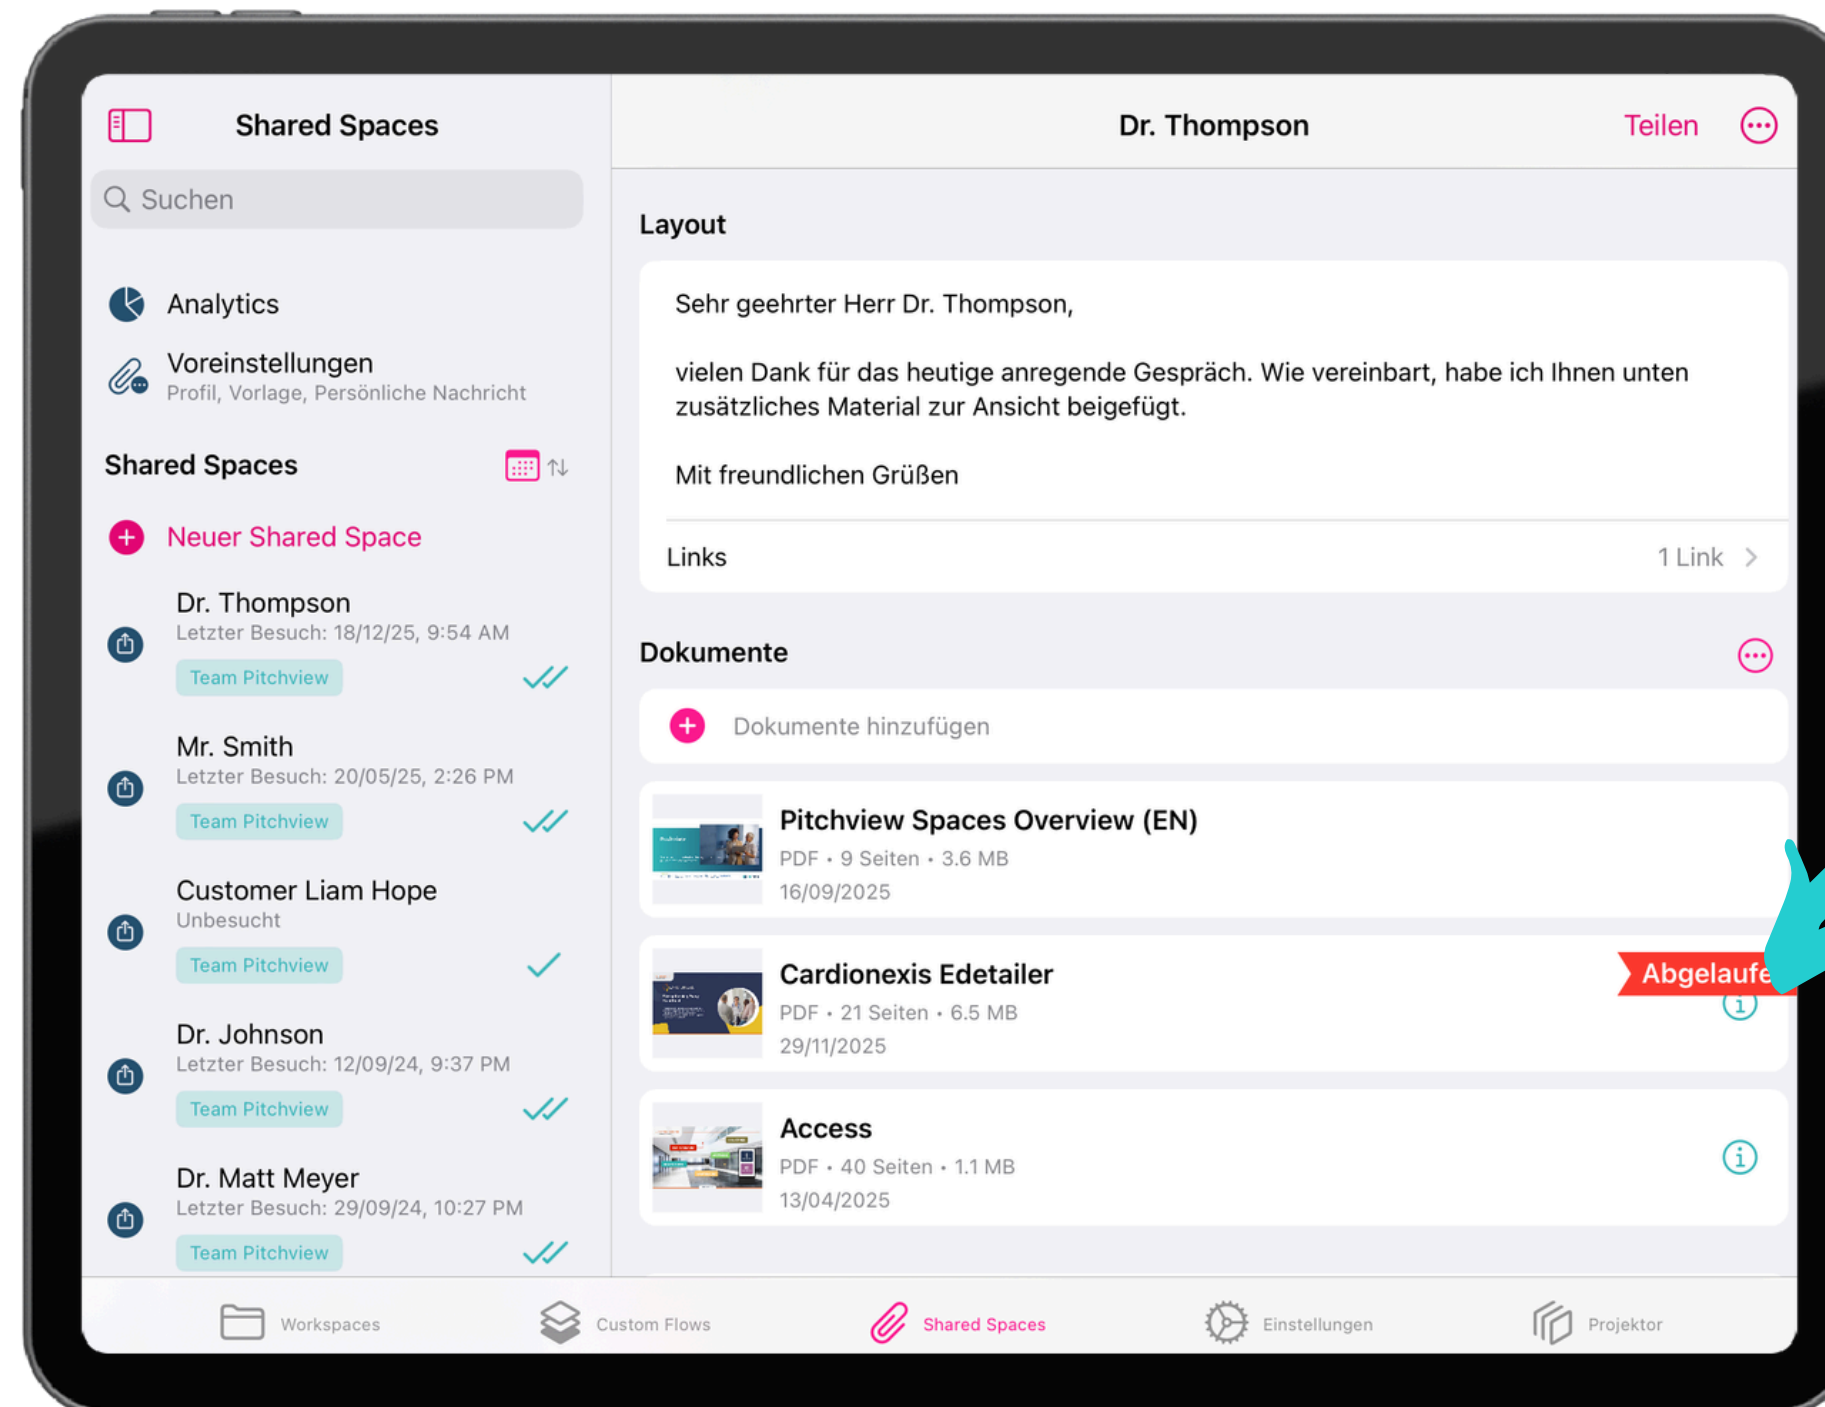 Shared Spaces
Suchen
Analytics
Voreinstellungen
Profil, Vorlage, Persönliche Nachricht
Shared Spaces
Neuer Shared Space
Dr. Thompson
Letzter Besuch: 18/12/25, 9:54 AM
Team Pitchview
Mr. Smith
Letzter Besuch: 20/05/25, 2:26 PM
Team Pitchview
Customer Liam Hope
Unbesucht
Team Pitchview
Dr. Johnson
Letzter Besuch: 12/09/24, 9:37 PM
Team Pitchview
Dr. Matt Meyer
Letzter Besuch: 29/09/24, 10:27 PM
Team Pitchview
Dr. Thompson
Teilen
Layout
Sehr geehrter Herr Dr. Thompson,
vielen Dank für das heutige anregende Gespräch. Wie vereinbart, habe ich Ihnen unten
zusätzliches Material zur Ansicht beigefügt.
Mit freundlichen Grüßen
Links
1 Link
Dokumente
Dokumente hinzufügen
Pitchview Spaces Overview (EN)
PDF • 9 Seiten • 3.6 MB
16/09/2025
Cardionexis Edetailer
PDF • 21 Seiten • 6.5 MB
29/11/2025
Abgelaufe
Access
PDF • 40 Seiten • 1.1 MB
13/04/2025
Workspaces
Custom Flows
Shared Spaces
Einstellungen
Projektor